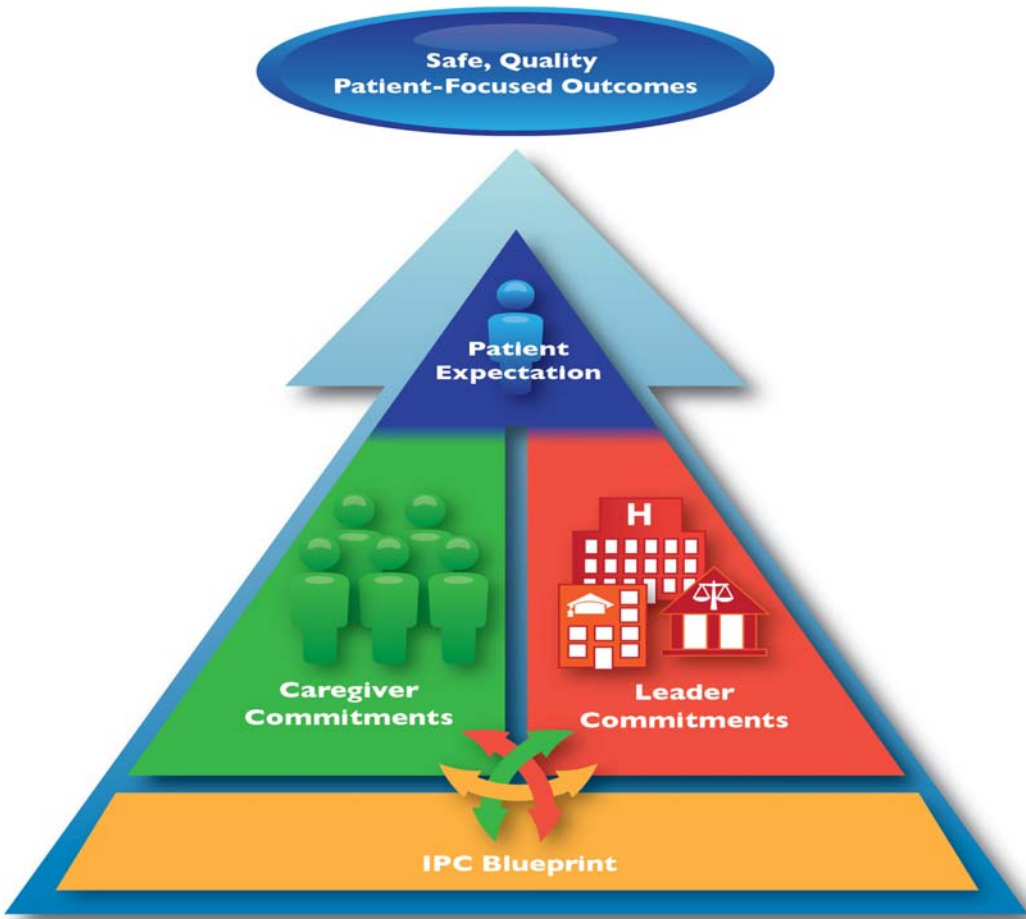 Safe, Quality
Patient-Focused Outcomes
Patient
Expectation
H
Caregiver
Commitments
Leader
Commitments
IPC Blueprint